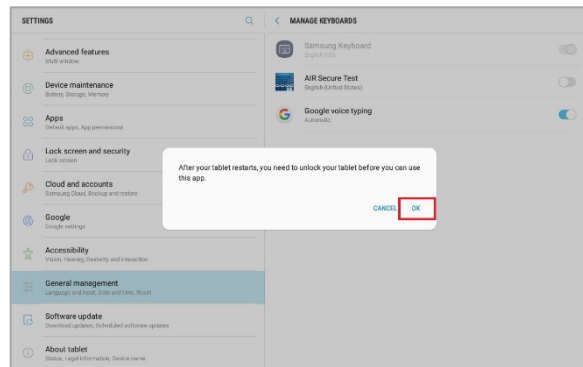 SETTINGS
Advanced features
Multi window
Device maintenance
Battery, Storage, Memory
Apps
Default apps, App permissions
Lock screen and security
Lock screen
Cloud and accounts
Samsung Cloud, Backup and restore
Google
Google settings
Accessibility
Vision, Hearing, Dexterity and interaction
General management
Language and input, Date and time, Reset
Software update
Download updates, Scheduled software updates
About tablet
Status, Legal information, Device name
MANAGE KEYBOARDS
Samsung Keyboard
English (US)
AIR Secure Test
English (United States)
Google voice typing
Automatic
After your tablet restarts, you need to unlock your tablet before you can use
this app.
CANCEL OK